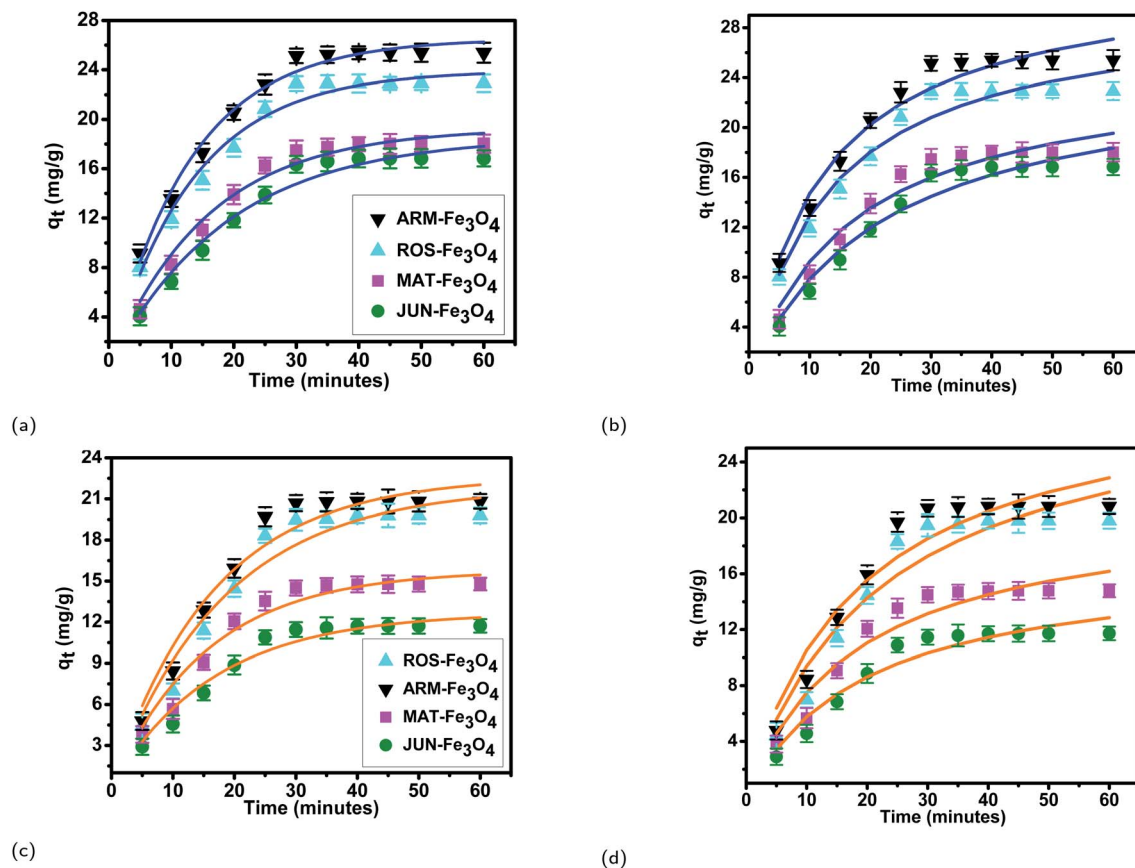 28
24
20
16
12
8
4
qt (mg/g)
0 10 20 30 40 50 60
Time (minutes)
ARM-Fe3O4
ROS-Fe3O4
MAT-Fe3O4
JUN-Fe3O4
(a)
28
24
20
16
12
8
4
qt (mg/g)
0 10 20 30 40 50 60
Time (minutes)
(b)
24
21
18
15
12
9
6
3
qt (mg/g)
0 10 20 30 40 50 60
Time (minutes)
ROS-Fe3O4
ARM-Fe3O4
MAT-Fe3O4
JUN-Fe3O4
(c)
24
20
16
12
8
4
qt (mg/g)
0 10 20 30 40 50 60
Time (minutes)
(d)